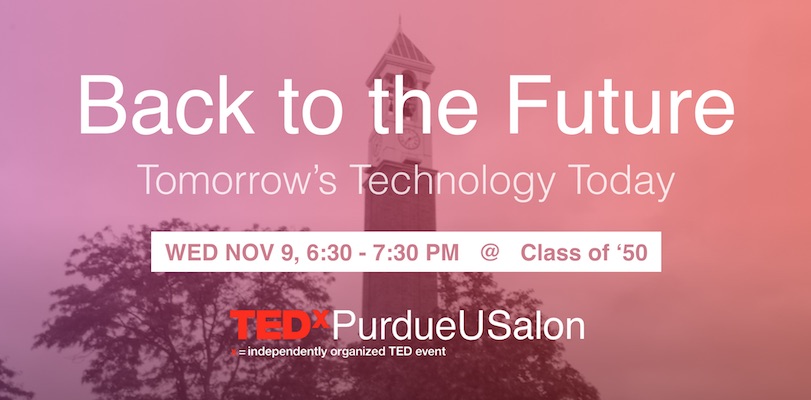 Back to the Future
Tomorrow’s Technology Today
WED NOV 9, 6:30 - 7:30 PM @ Class of ‘50
TEDxPurdueUSalon
x = independently organized TED event